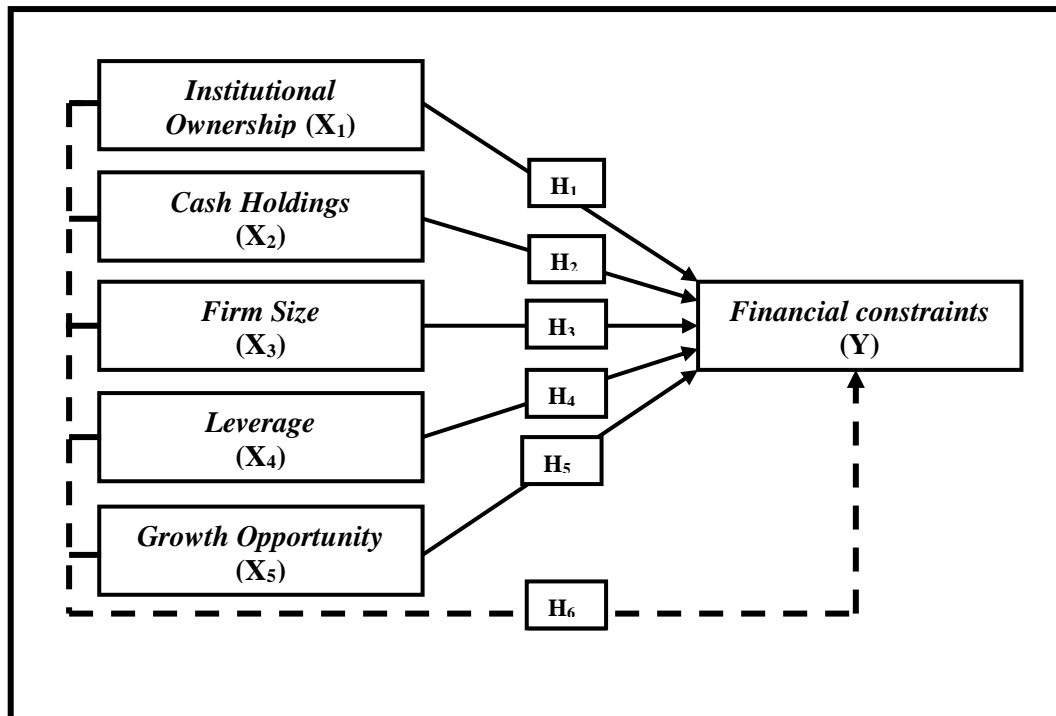 Institutional
Ownership (X₁)
H₁
Cash Holdings
(X₂)
H₂
Firm Size
(X₃)
H₃
Financial constraints
(Y)
Leverage
(X₄)
H₄
H₅
Growth Opportunity
(X₅)
H₆